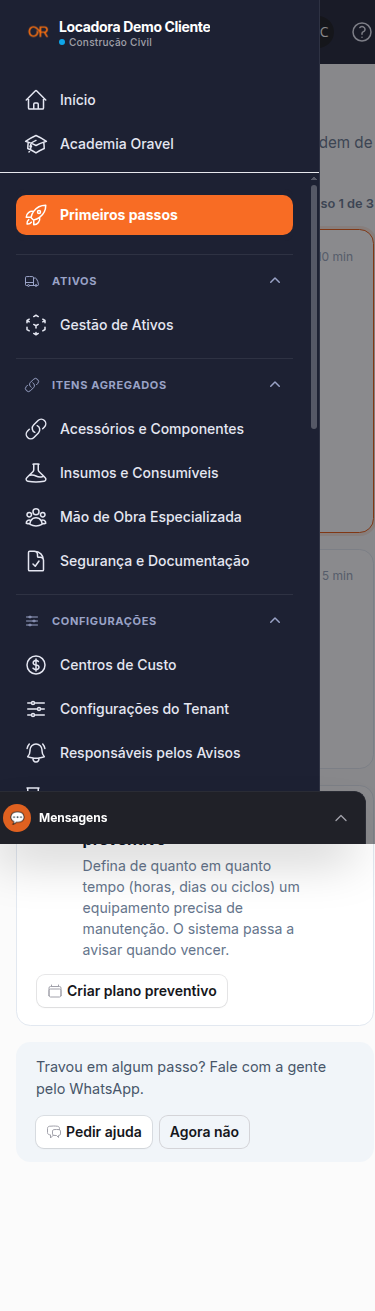 OR
Locadora Demo Cliente
Construção Civil
C
Início
Academia Oravel
dem de
so 1 de 3
Primeiros passos
10 min
ATIVOS
Gestão de Ativos
ITENS AGREGADOS
Acessórios e Componentes
Insumos e Consumíveis
Mão de Obra Especializada
Segurança e Documentação
5 min
CONFIGURAÇÕES
Centros de Custo
Configurações do Tenant
Responsáveis pelos Avisos
Mensagens
preventivo
Defina de quanto em quanto
tempo (horas, dias ou ciclos) um
equipamento precisa de
manutenção. O sistema passa a
avisar quando vencer.
Criar plano preventivo
Travou em algum passo? Fale com a gente
pelo WhatsApp.
Pedir ajuda
Agora não